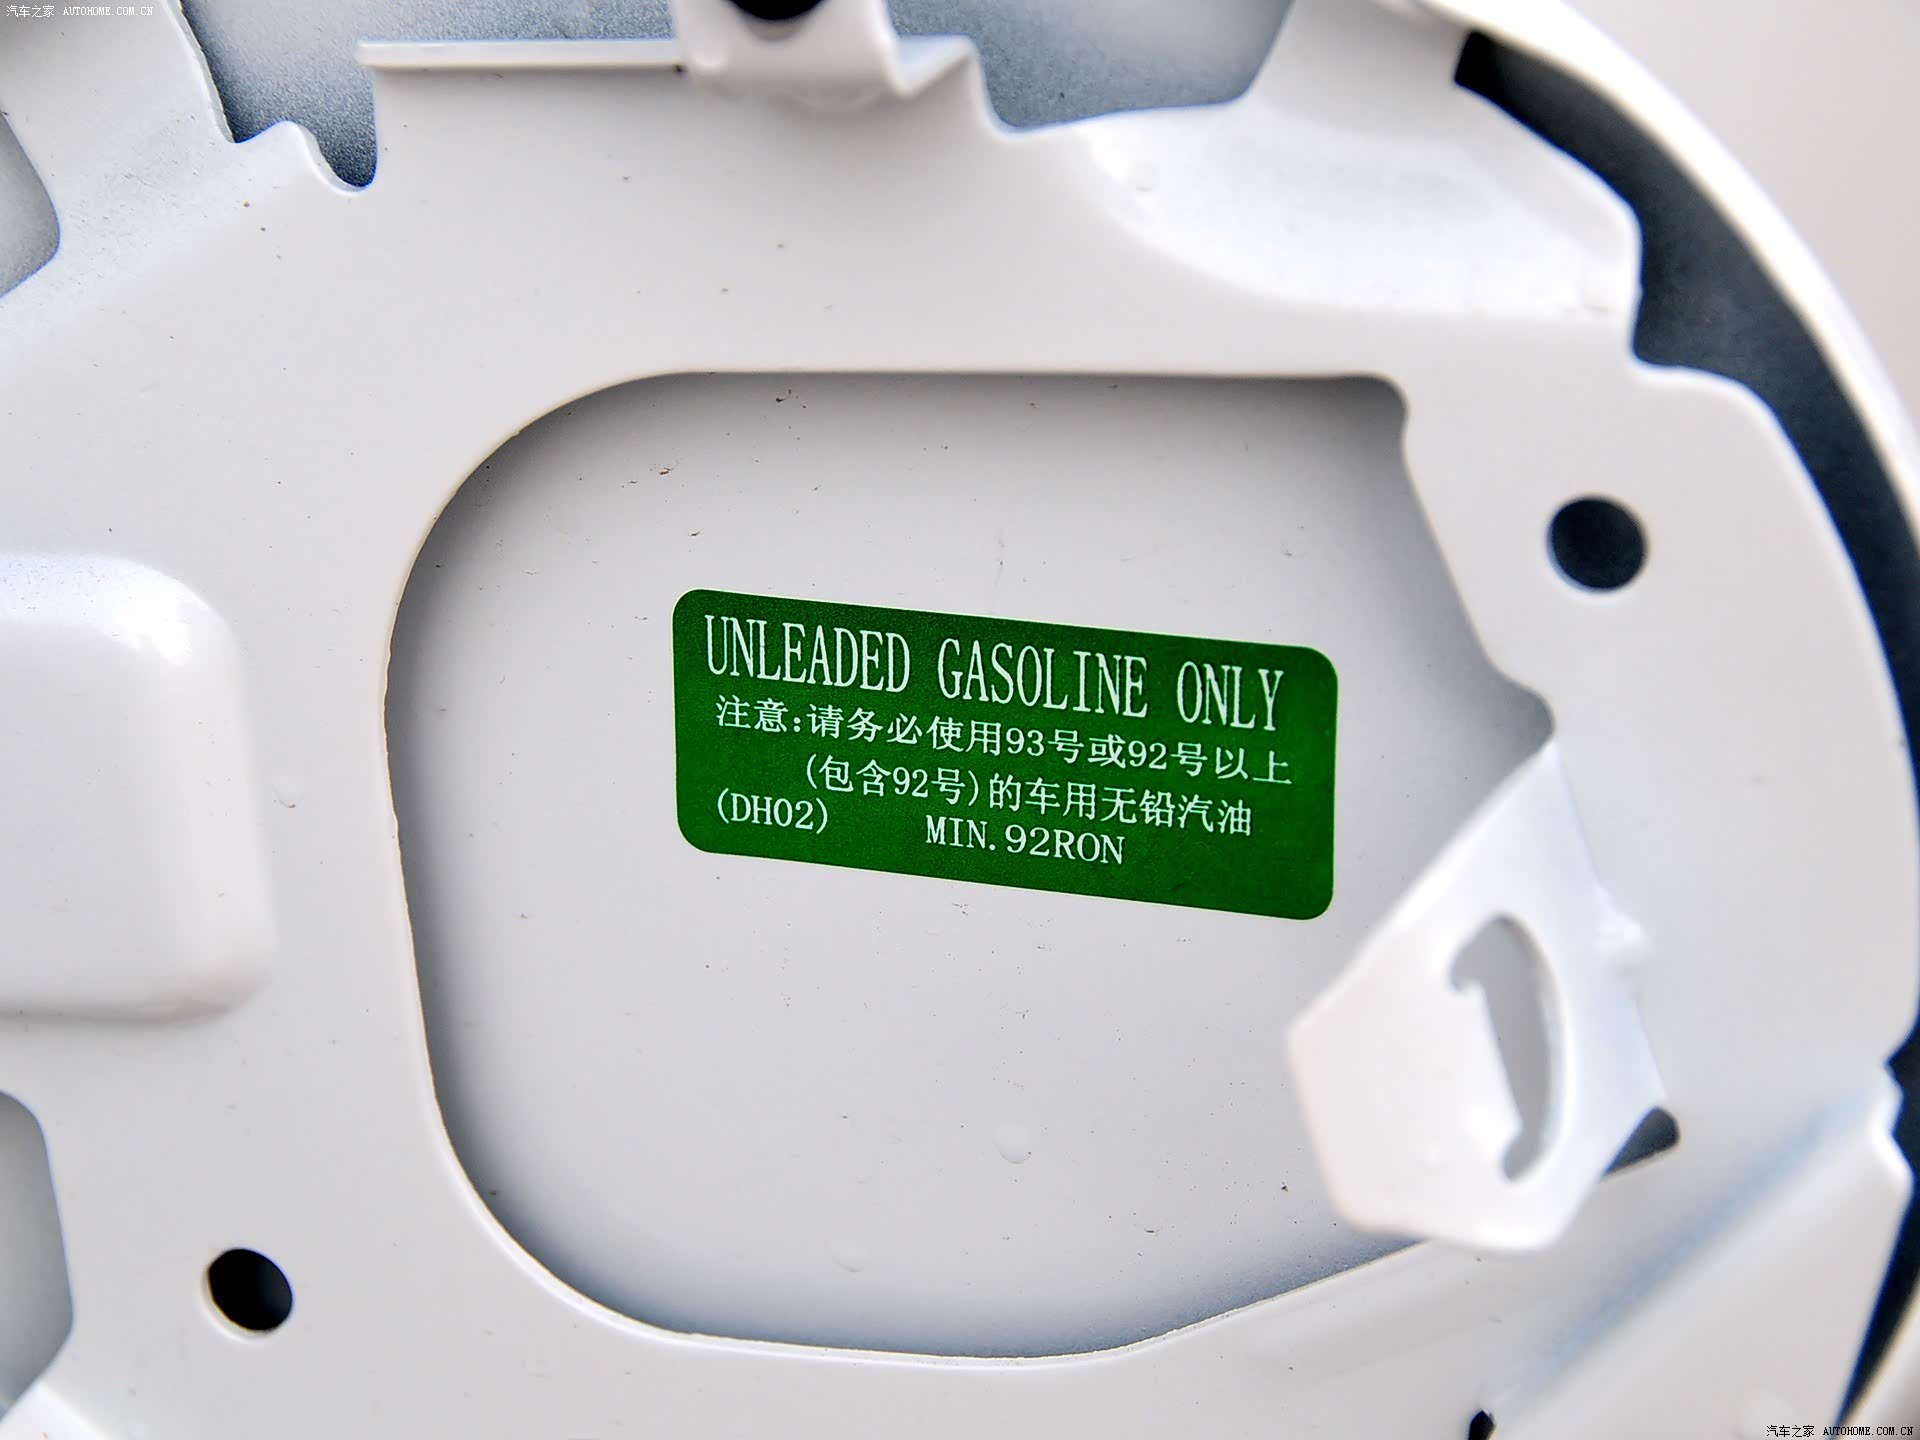 汽车之家 AUTOHOME.COM.CN
UNLEADED GASOLINE ONLY
注意:请务必使用93号或92号以上
(包含92号)的车用无铅汽油
(DH02) MIN.92RON
汽车之家 AUTOHOME.COM.CN